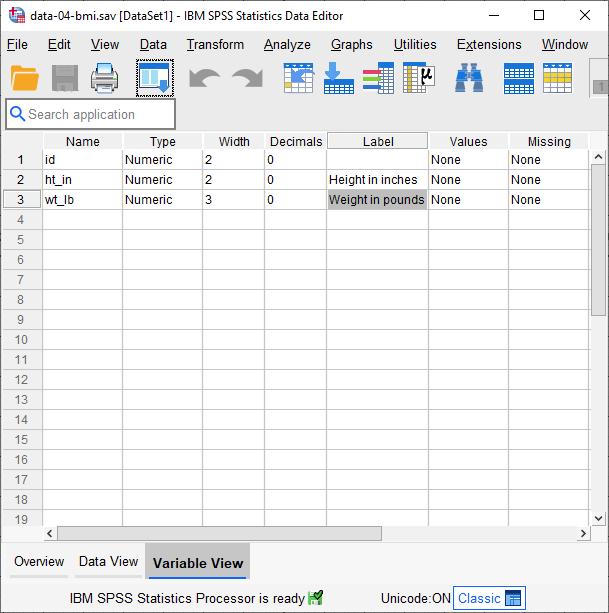 data-04-bmi.sav [DataSet1] - IBM SPSS Statistics Data Editor
File Edit View Data Transform Analyze Graphs Utilities Extensions Window
μ 1
Search application
Name Type Width Decimals Label Values Missing
1 id Numeric 2 0 None None
2 ht_in Numeric 2 0 Height in inches None None
3 wt_lb Numeric 3 0 Weight in pounds None None
4
5
6
7
8
9
10
11
12
13
14
15
16
17
18
19
Overview Data View Variable View
IBM SPSS Statistics Processor is ready Unicode:ON Classic